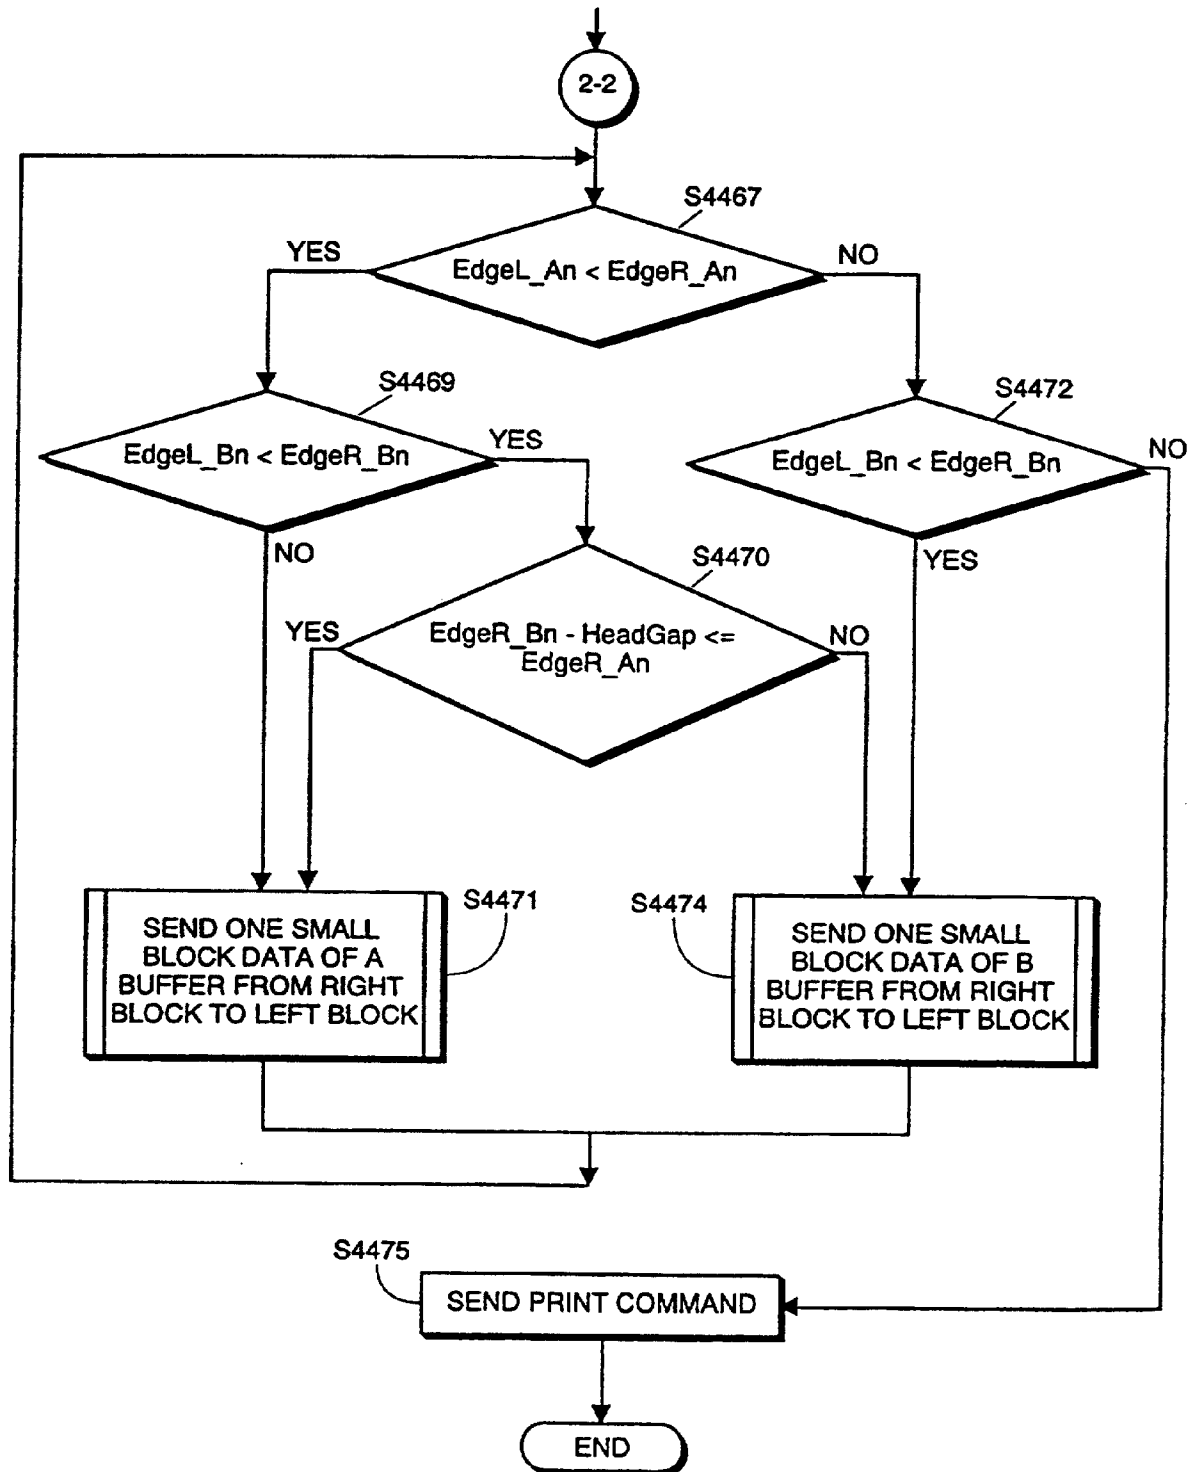 2-2
S4467
YES
EdgeL_An < EdgeR_An
NO
S4469
EdgeL_Bn < EdgeR_Bn
YES
NO
S4472
EdgeL_Bn < EdgeR_Bn
NO
YES
S4470
YES
EdgeR_Bn - HeadGap <=
EdgeR_An
NO
SEND ONE SMALL
BLOCK DATA OF A
BUFFER FROM RIGHT
BLOCK TO LEFT BLOCK
S4471
S4474
SEND ONE SMALL
BLOCK DATA OF B
BUFFER FROM RIGHT
BLOCK TO LEFT BLOCK
S4475
SEND PRINT COMMAND
END